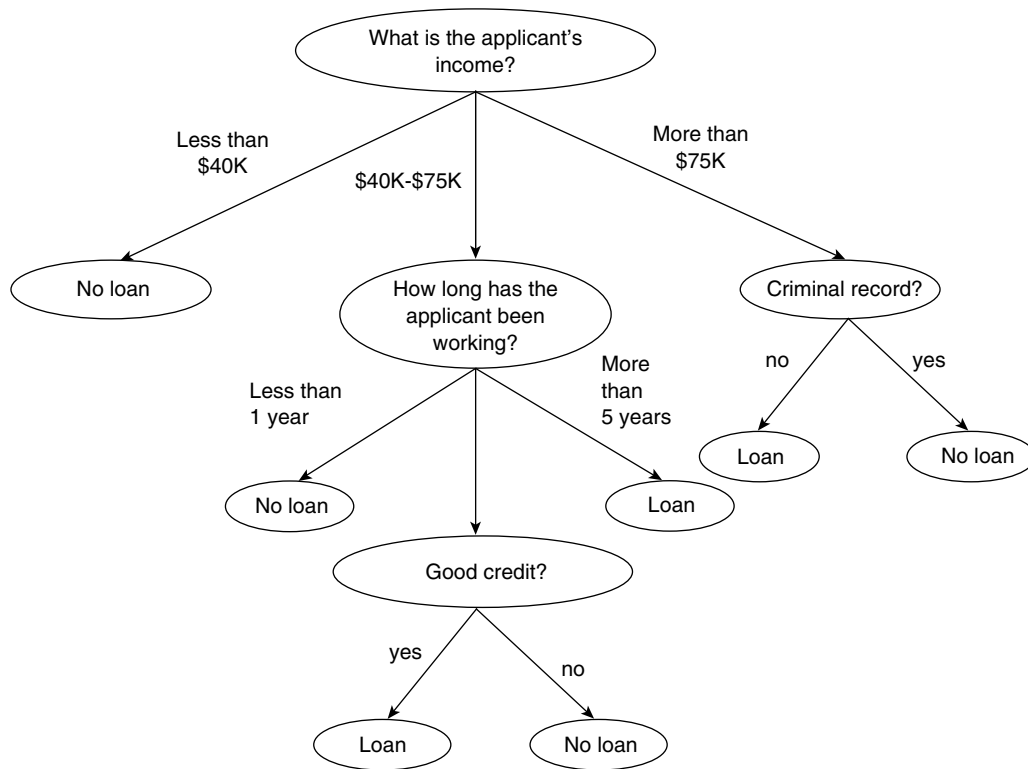 What is the applicant's
income?
Less than
$40K
$40K-$75K
More than
$75K
No loan
How long has the
applicant been
working?
Criminal record?
no
yes
Less than
1 year
More
than
5 years
Loan
No loan
No loan
Loan
Good credit?
yes
no
Loan
No loan